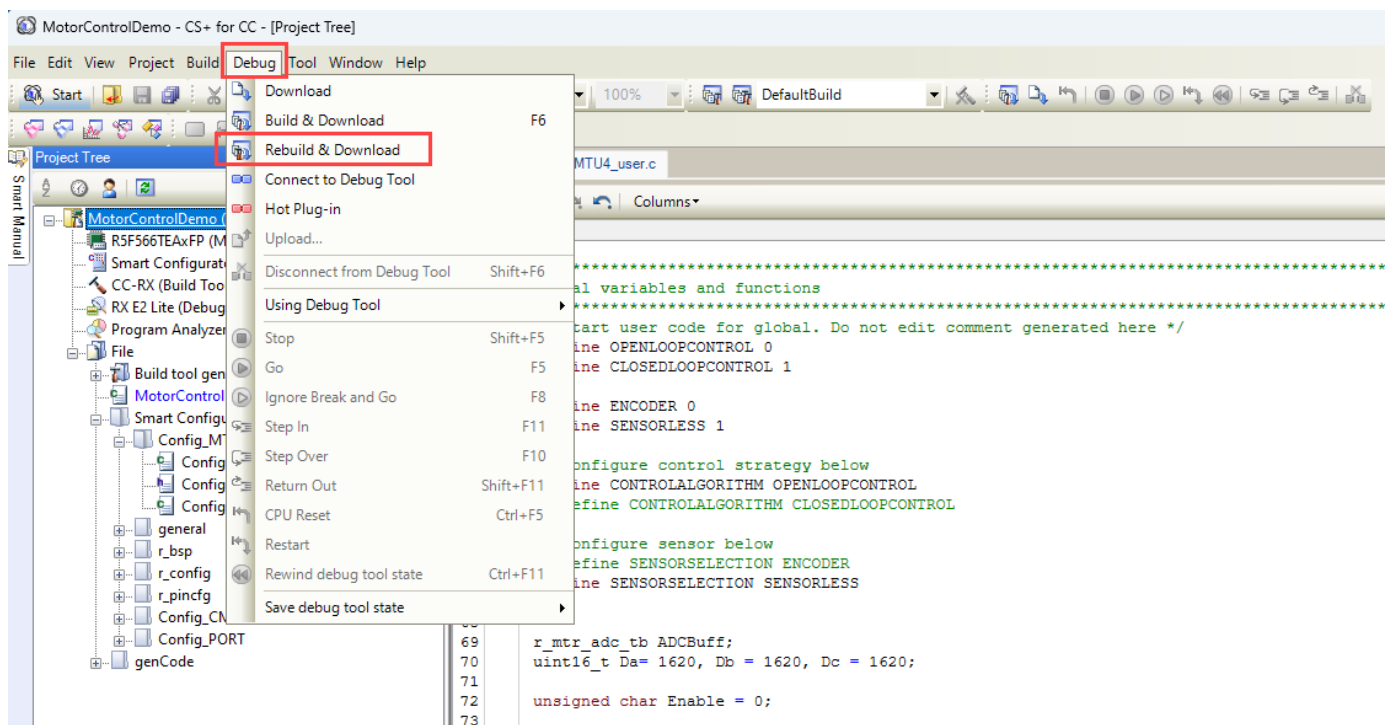 MotorControlDemo - CS+ for CC - [Project Tree]
File Edit View Project Build Debug Tool Window Help
Start 100% DefaultBuild
Download
Build & Download F6
Rebuild & Download
Connect to Debug Tool
Hot Plug-in
Upload...
Disconnect from Debug Tool Shift+F6
Using Debug Tool
Stop Shift+F5
Go F5
Ignore Break and Go F8
Step In F11
Step Over F10
Return Out Shift+F11
CPU Reset Ctrl+F5
Restart
Rewind debug tool state Ctrl+F11
Save debug tool state
Smart Manual
Project Tree
MotorControlDemo (
R5F566TEAxFP (M
Smart Configurat
CC-RX (Build Too
RX E2 Lite (Debug
Program Analyzer
File
Build tool gen
MotorControl
Smart Configu
Config_MT
Config
Config
Config
general
r_bsp
r_config
r_pincfg
Config_CM
Config_PORT
genCode
MTU4_user.c
Columns
***********************************************************************************
al variables and functions
***********************************************************************************
tart user code for global. Do not edit comment generated here */
ine OPENLOOPCONTROL 0
ine CLOSEDLOOPCONTROL 1
ine ENCODER 0
ine SENSORLESS 1
onfigure control strategy below
ine CONTROLALGORITHM OPENLOOPCONTROL
efine CONTROLALGORITHM CLOSEDLOOPCONTROL
onfigure sensor below
efine SENSORSELECTION ENCODER
ine SENSORSELECTION SENSORLESS
69 r_mtr_adc_tb ADCBuff;
70 uint16_t Da= 1620, Db = 1620, Dc = 1620;
71
72 unsigned char Enable = 0;
73